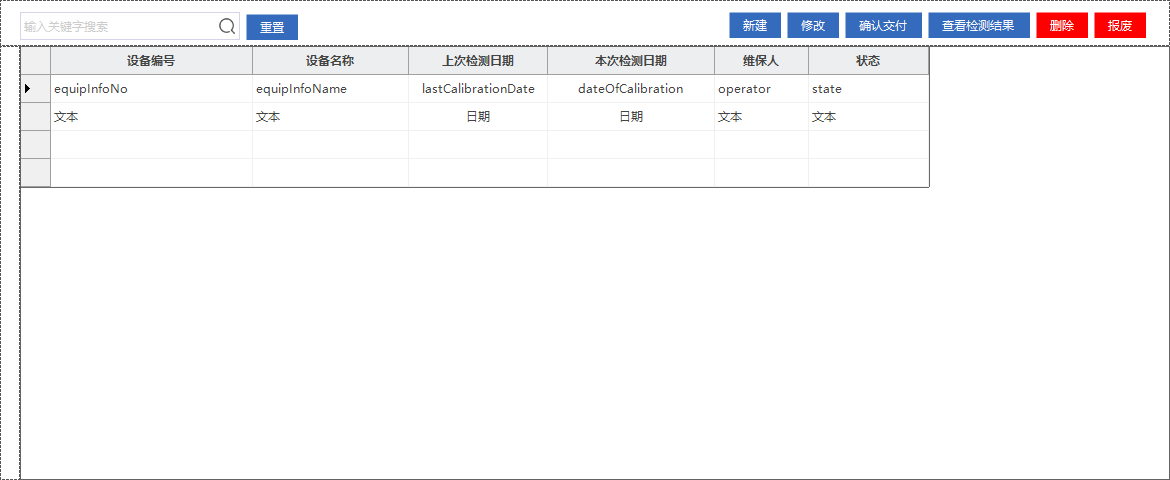 输入关键字搜索 重置 新建 修改 确认交付 查看检测结果 删除 报废
设备编号 设备名称 上次检测日期 本次检测日期 维保人 状态
equipInfoNo equipInfoName lastCalibrationDate dateOfCalibration operator state
文本 文本 日期 日期 文本 文本